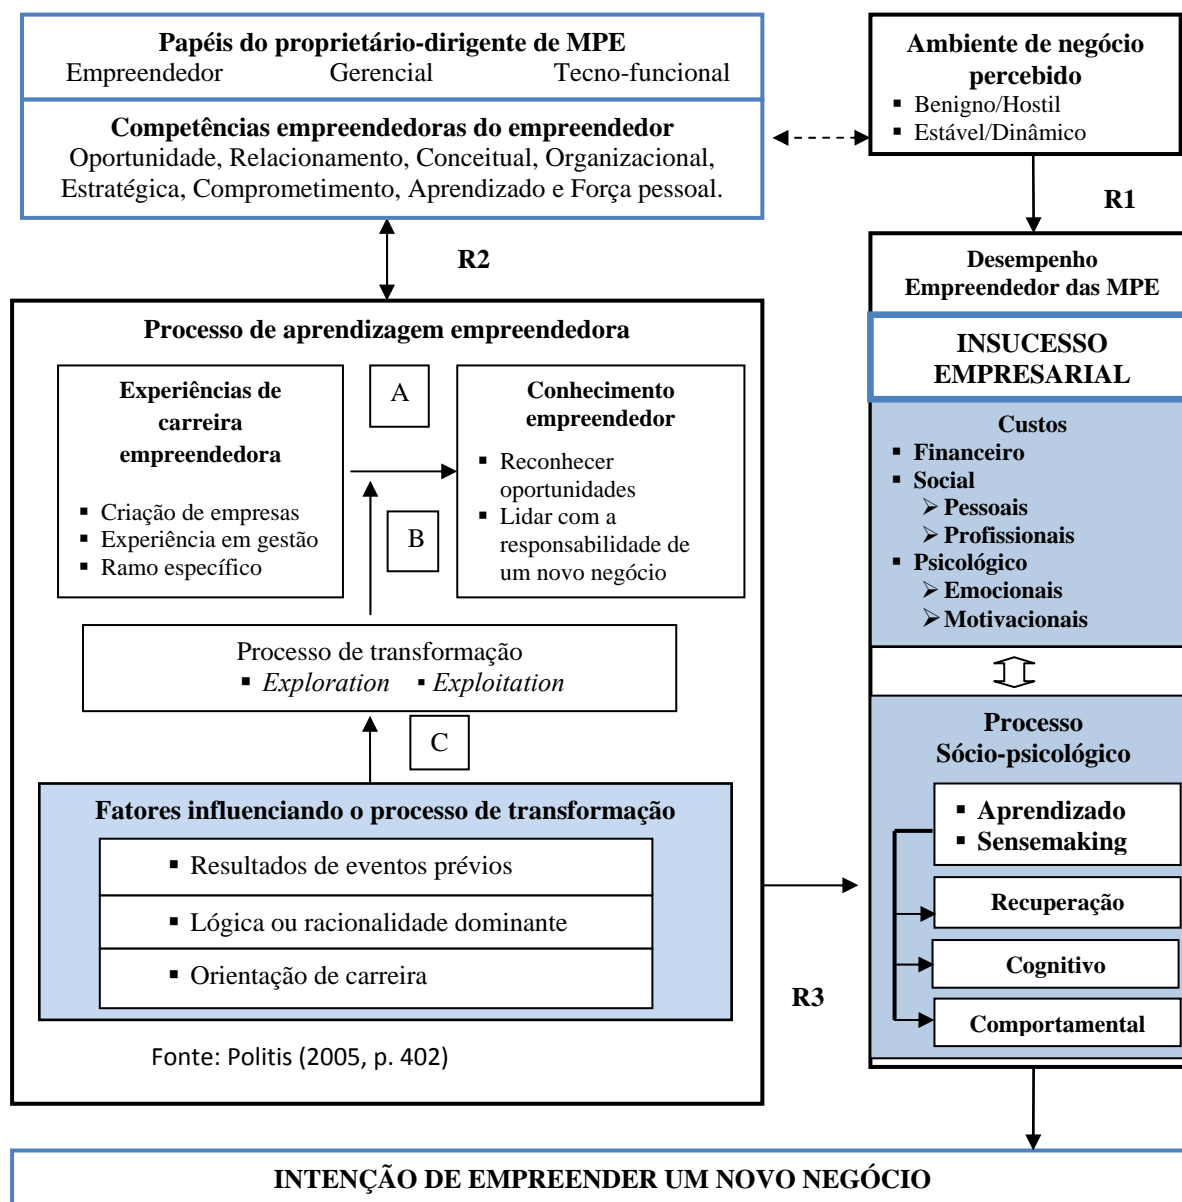 Papéis do proprietário-dirigente de MPE
Empreendedor Gerencial Tecno-funcional
Competências empreendedoras do empreendedor
Oportunidade, Relacionamento, Conceitual, Organizacional,
Estratégica, Comprometimento, Aprendizado e Força pessoal.
Ambiente de negócio
percebido
▪ Benigno/Hostil
▪ Estável/Dinâmico
R1
R2
Desempenho
Empreendedor das MPE
INSUCESSO
EMPRESARIAL
Custos
▪ Financeiro
▪ Social
➢ Pessoais
➢ Profissionais
▪ Psicológico
➢ Emocionais
➢ Motivacionais
Processo
Sócio-psicológico
▪ Aprendizado
▪ Sensemaking
Recuperação
Cognitivo
Comportamental
Processo de aprendizagem empreendedora
Experiências de
carreira
empreendedora
▪ Criação de empresas
▪ Experiência em gestão
▪ Ramo específico
A
B
Conhecimento
empreendedor
▪ Reconhecer
oportunidades
▪ Lidar com a
responsabilidade de
um novo negócio
Processo de transformação
▪ Exploration ▪ Exploitation
C
Fatores influenciando o processo de transformação
▪ Resultados de eventos prévios
▪ Lógica ou racionalidade dominante
▪ Orientação de carreira
Fonte: Politis (2005, p. 402)
R3
INTENÇÃO DE EMPREENDER UM NOVO NEGÓCIO